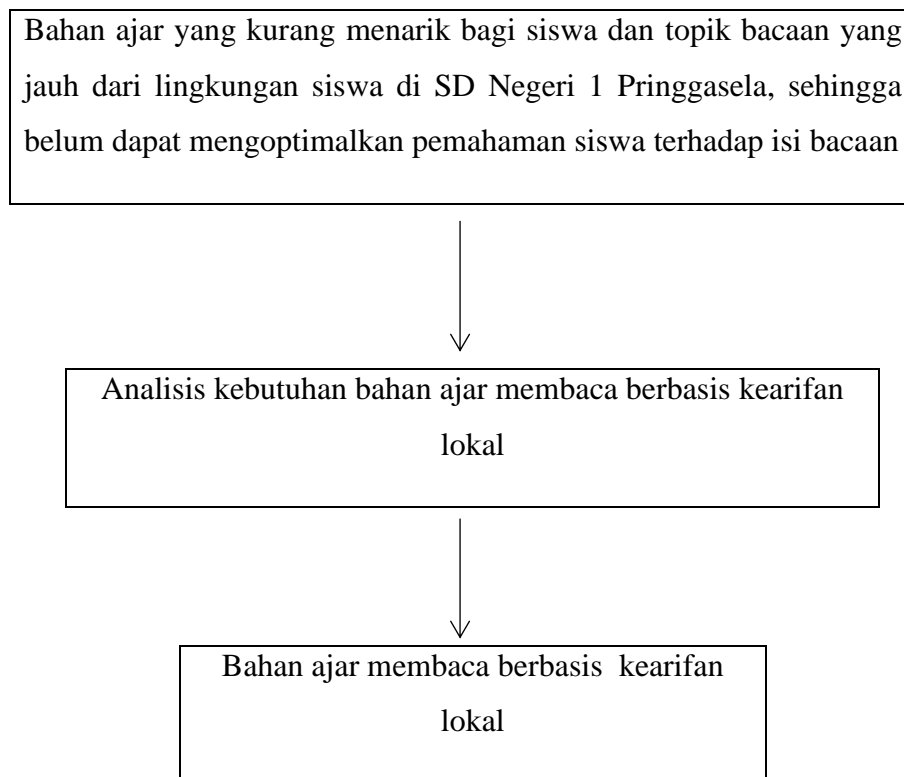 Bahan ajar yang kurang menarik bagi siswa dan topik bacaan yang
jauh dari lingkungan siswa di SD Negeri 1 Pringgasela, sehingga
belum dapat mengoptimalkan pemahaman siswa terhadap isi bacaan
Analisis kebutuhan bahan ajar membaca berbasis kearifan
lokal
Bahan ajar membaca berbasis  kearifan
lokal